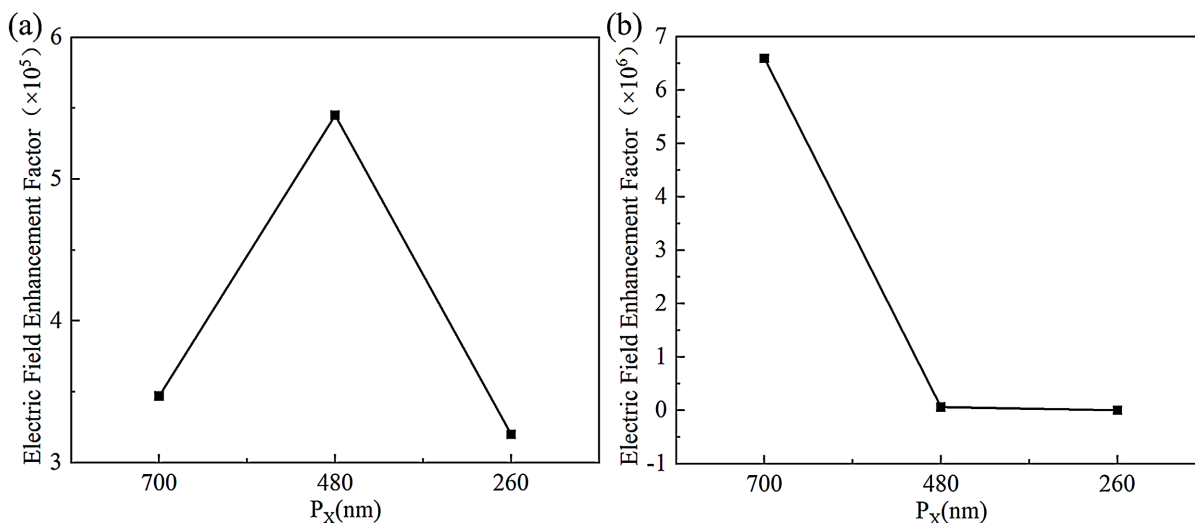 (a)
Electric Field Enhancement Factor（×10⁵）
6
5
4
3
700 480 260
Pₓ(nm)
(b)
Electric Field Enhancement Factor（×10⁶）
7
6
5
4
3
2
1
0
-1
700 480 260
Pₓ(nm)